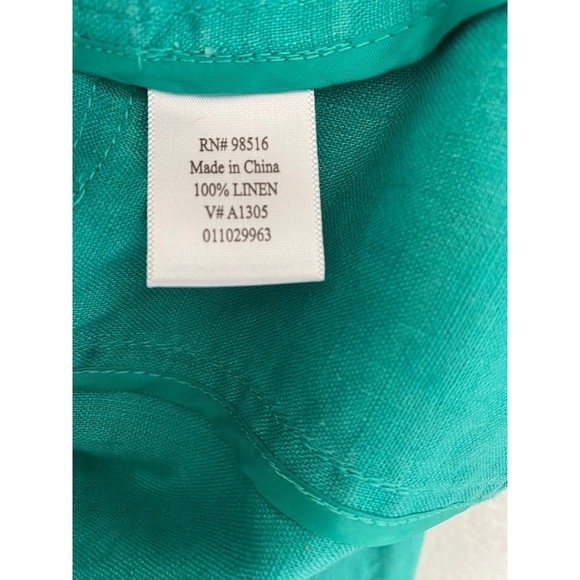 RN# 98516
Made in China
100% LINEN
V# A1305
011029963